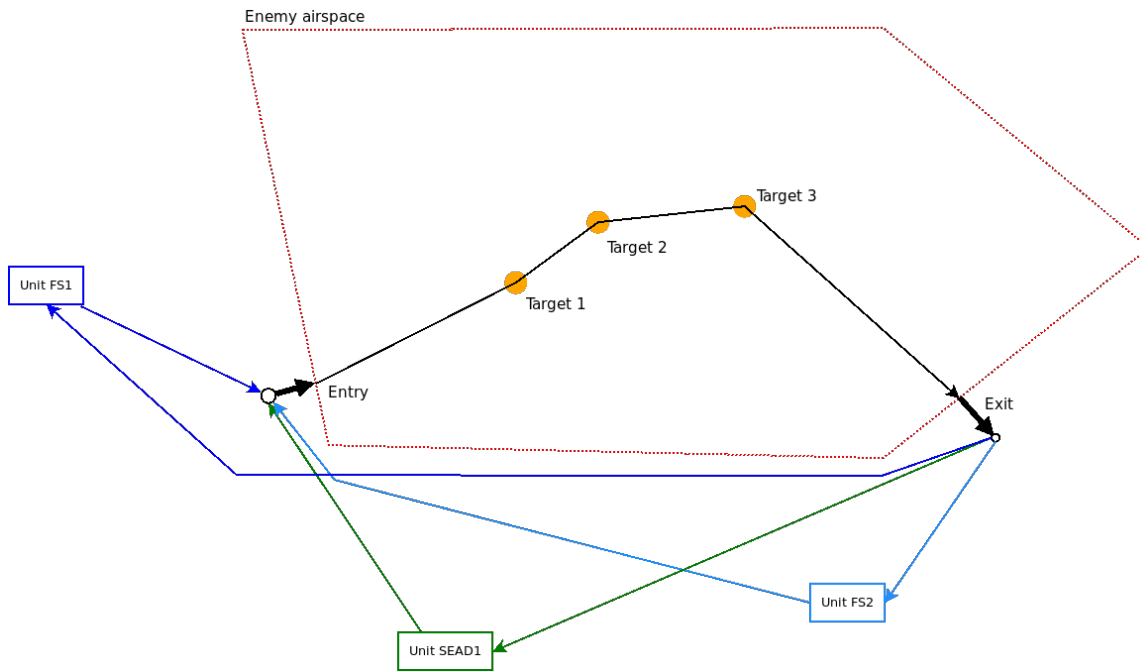 Enemy airspace
Target 3
Target 2
Unit FS1
Target 1
Entry
Exit
Unit FS2
Unit SEAD1